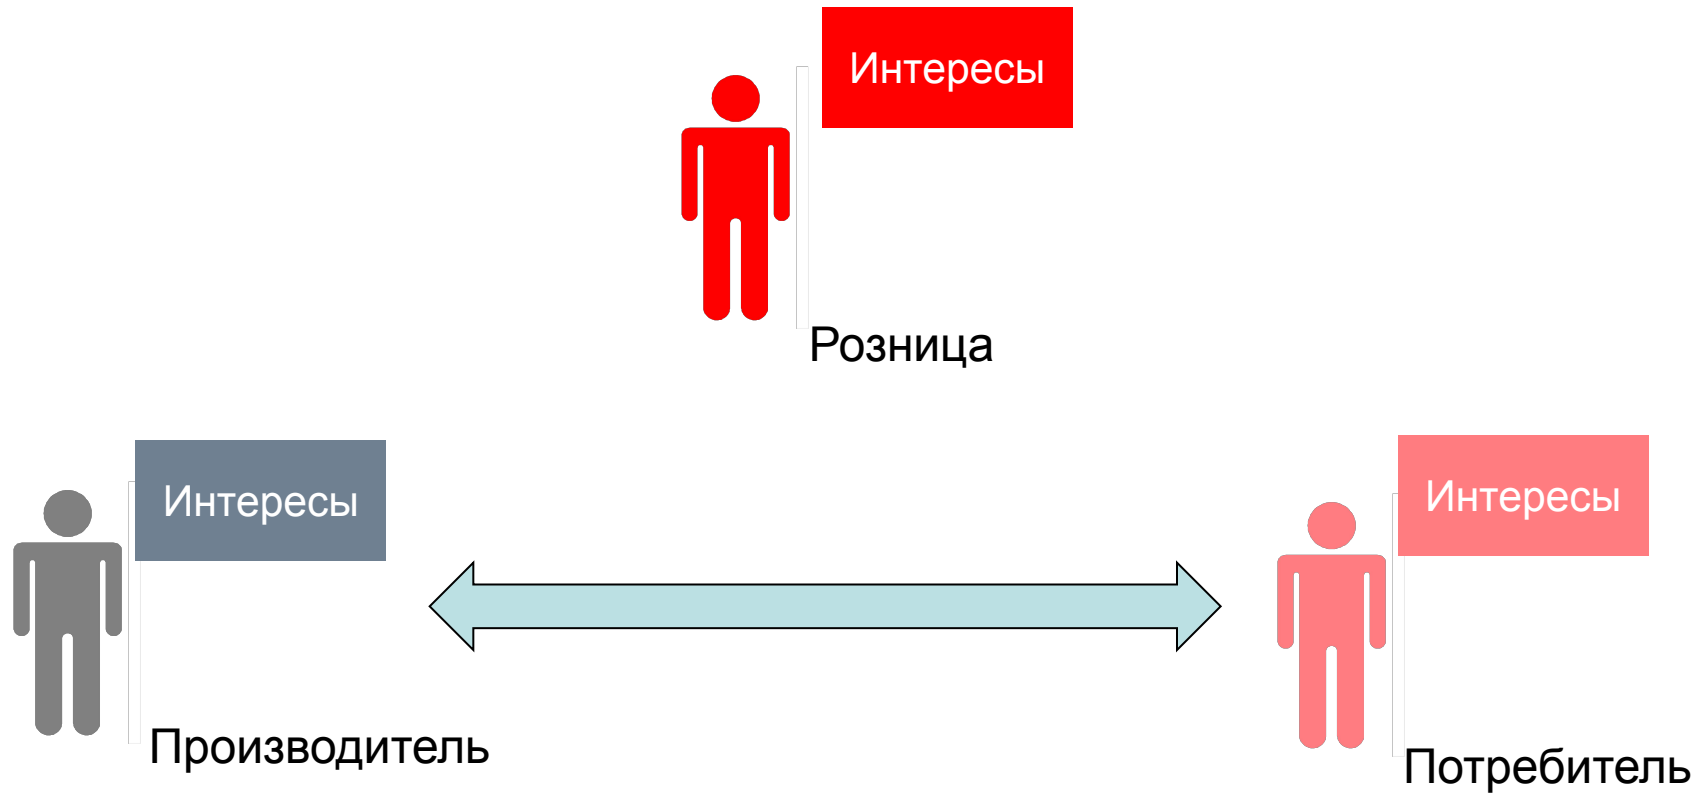 Интересы
Розница
Интересы
Производитель
Интересы
Потребитель